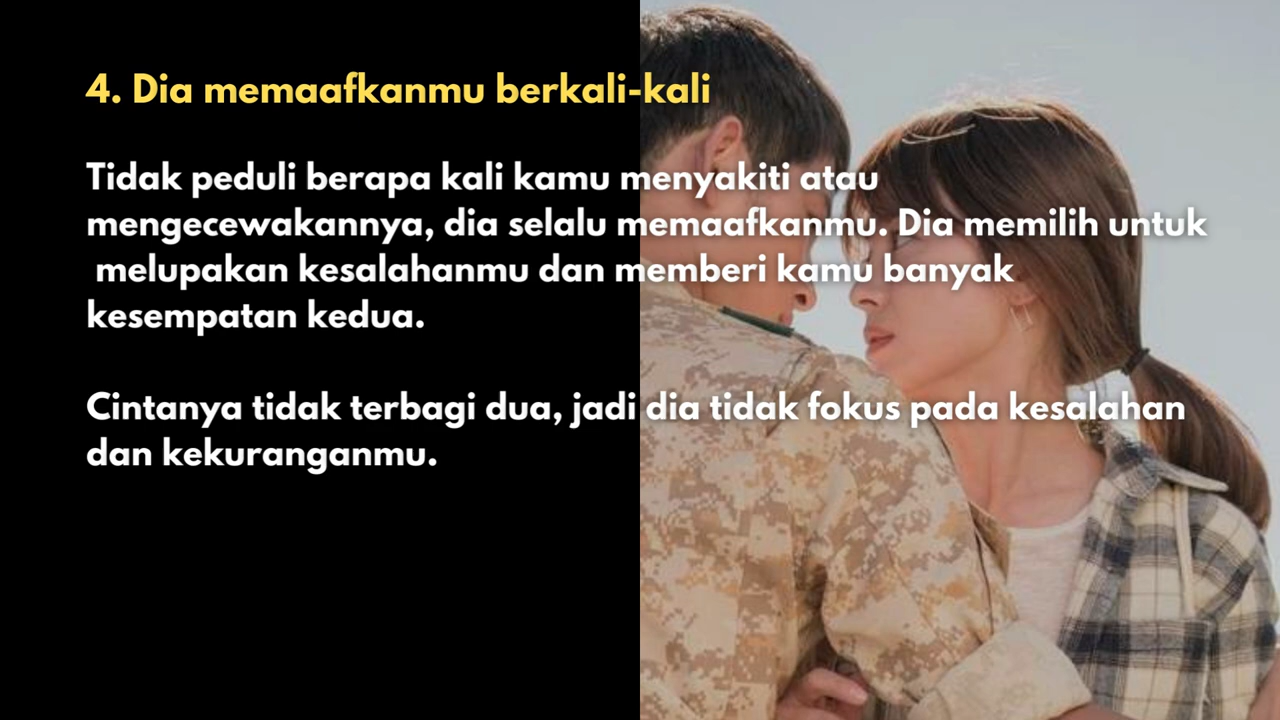 4. Dia memaafkanmu berkali-kali
Tidak peduli berapa kali kamu menyakiti atau
mengecewakannya, dia selalu memaafkanmu. Dia memilih untuk
melupakan kesalahanmu dan memberi kamu banyak
kesempatan kedua.
Cintanya tidak terbagi dua, jadi dia tidak fokus pada kesalahan
dan kekuranganmu.